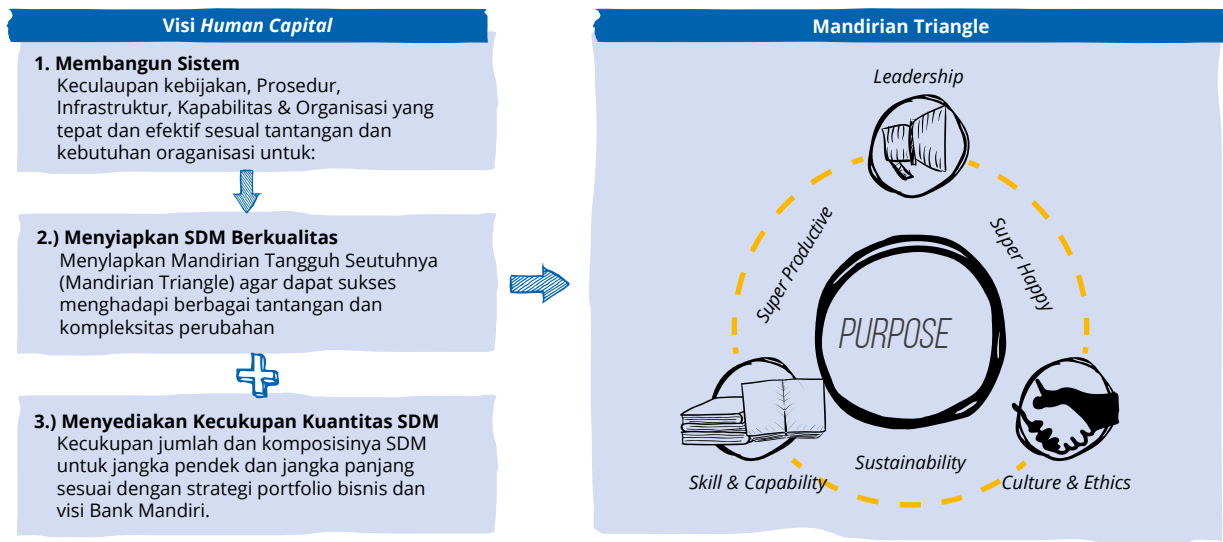 Visi Human Capital
1. Membangun Sistem
Keculaupan kebijakan, Prosedur,
Infrastruktur, Kapabilitas & Organisasi yang
tepat dan efektif sesual tantangan dan
kebutuhan oraganisasi untuk:
2.) Menyiapkan SDM Berkualitas
Menylapkan Mandirian Tangguh Seutuhnya
(Mandirian Triangle) agar dapat sukses
menghadapi berbagai tantangan dan
kompleksitas perubahan
3.) Menyediakan Kecukupan Kuantitas SDM
Kecukupan jumlah dan komposisinya SDM
untuk jangka pendek dan jangka panjang
sesuai dengan strategi portfolio bisnis dan
visi Bank Mandiri.
Mandirian Triangle
Leadership
Super Productive
Super Happy
PURPOSE
Sustainability
Skill & Capability
Culture & Ethics